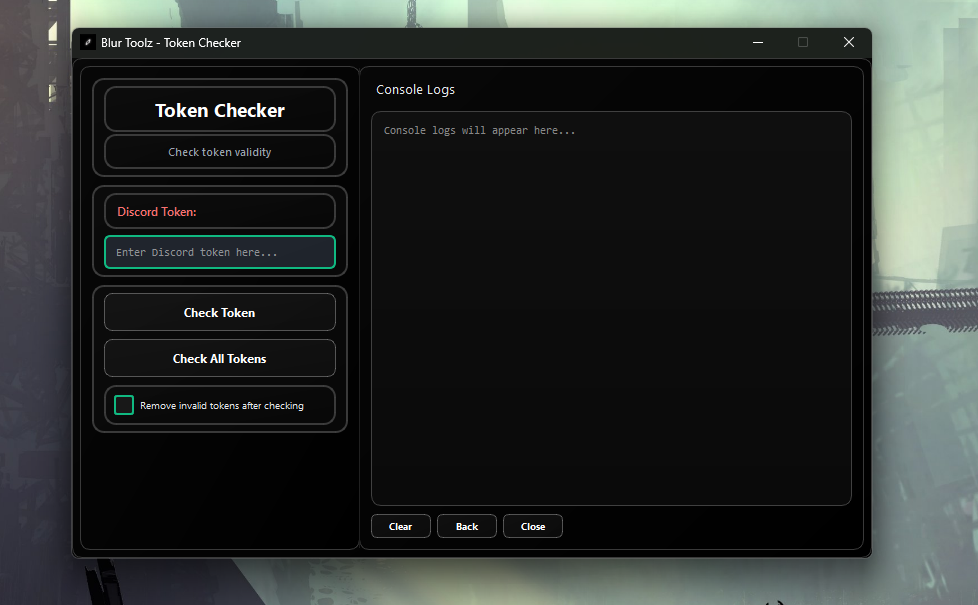 Blur Toolz - Token Checker
Token Checker
Check token validity
Discord Token:
Enter Discord token here...
Check Token
Check All Tokens
Remove invalid tokens after checking
Console Logs
Console logs will appear here...
Clear
Back
Close